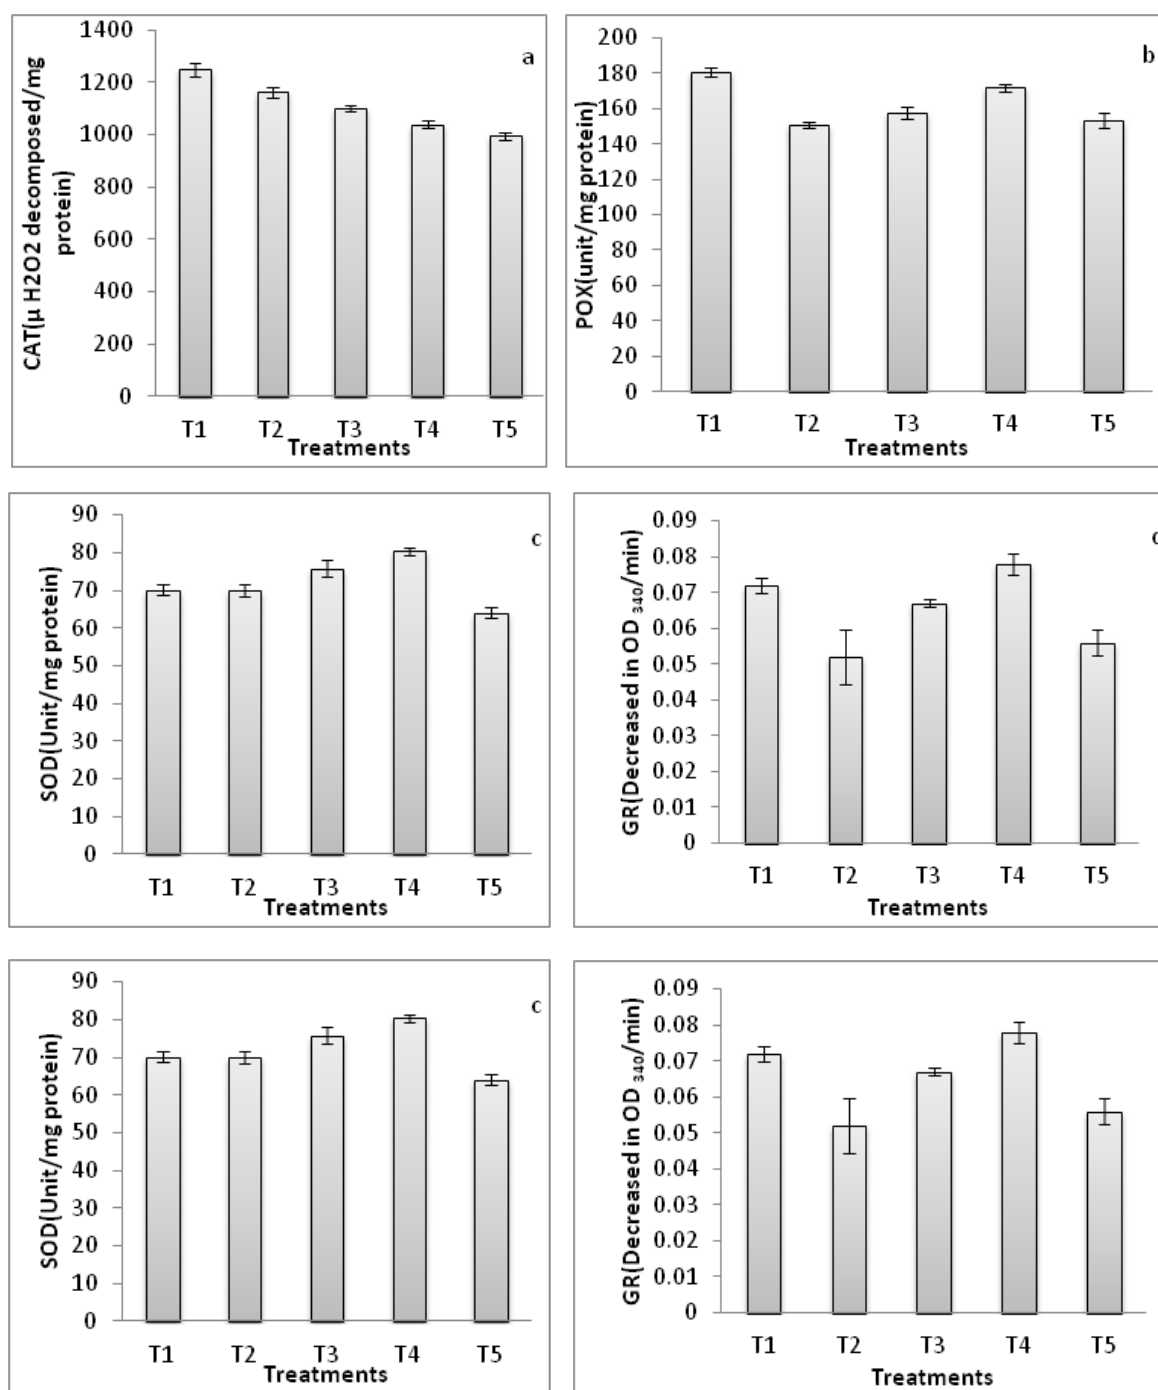 1400
1200
1000
800
600
400
200
0
CAT(µ H2O2 decomposed/mg
protein)
a
T1 T2 T3 T4 T5
Treatments
200
180
160
140
120
100
80
60
40
20
0
POX(unit/mg protein)
b
T1 T2 T3 T4 T5
Treatments
90
80
70
60
50
40
30
20
10
0
SOD(Unit/mg protein)
c
T1 T2 T3 T4 T5
Treatments
0.09
0.08
0.07
0.06
0.05
0.04
0.03
0.02
0.01
0
GR(Decreased in OD 340/min)
T1 T2 T3 T4 T5
Treatments
90
80
70
60
50
40
30
20
10
0
SOD(Unit/mg protein)
c
T1 T2 T3 T4 T5
Treatments
0.09
0.08
0.07
0.06
0.05
0.04
0.03
0.02
0.01
0
GR(Decreased in OD 340/min)
T1 T2 T3 T4 T5
Treatments